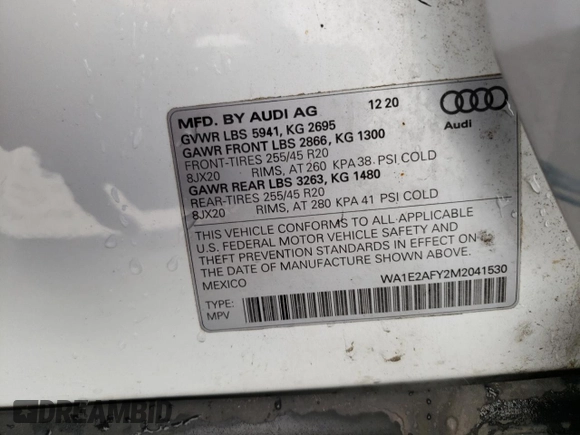 MFD. BY AUDI AG 12 20
GVWR LBS 5941, KG 2695
GAWR FRONT LBS 2866, KG 1300
FRONT-TIRES 255/45 R20
8JX20 RIMS, AT 260 KPA 38 PSI COLD
GAWR REAR LBS 3263, KG 1480
REAR-TIRES 255/45 R20
8JX20 RIMS, AT 280 KPA 41 PSI COLD
Audi
THIS VEHICLE CONFORMS TO ALL APPLICABLE
U.S. FEDERAL MOTOR VEHICLE SAFETY AND
THEFT PREVENTION STANDARDS IN EFFECT ON
THE DATE OF MANUFACTURE SHOWN ABOVE.
MEXICO
WA1E2AFY2M2041530
TYPE:
MPV
DREAMBID